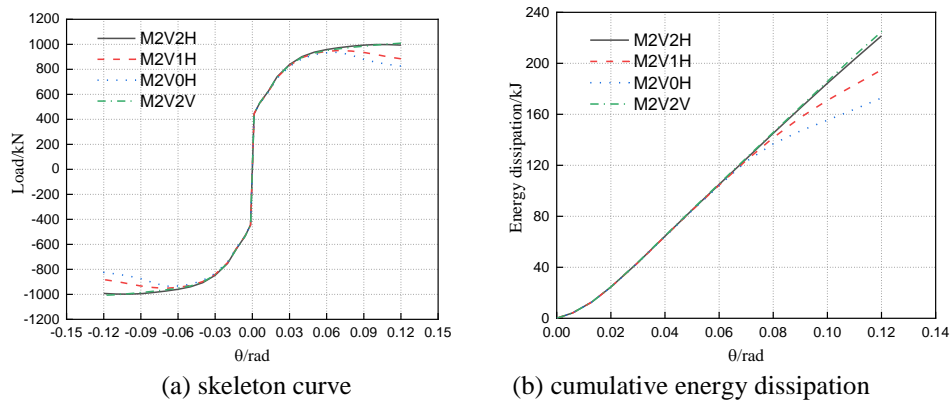 1200
1000
800
600
400
200
0
-200
-400
-600
-800
-1000
-1200
Load/kN
M2V2H
M2V1H
M2V0H
M2V2V
-0.15 -0.12 -0.09 -0.06 -0.03 0.00 0.03 0.06 0.09 0.12 0.15
θ/rad
(a) skeleton curve
240
200
160
120
80
40
0
Energy dissipation/kJ
M2V2H
M2V1H
M2V0H
M2V2V
0.00 0.02 0.04 0.06 0.08 0.10 0.12 0.14
θ/rad
(b) cumulative energy dissipation